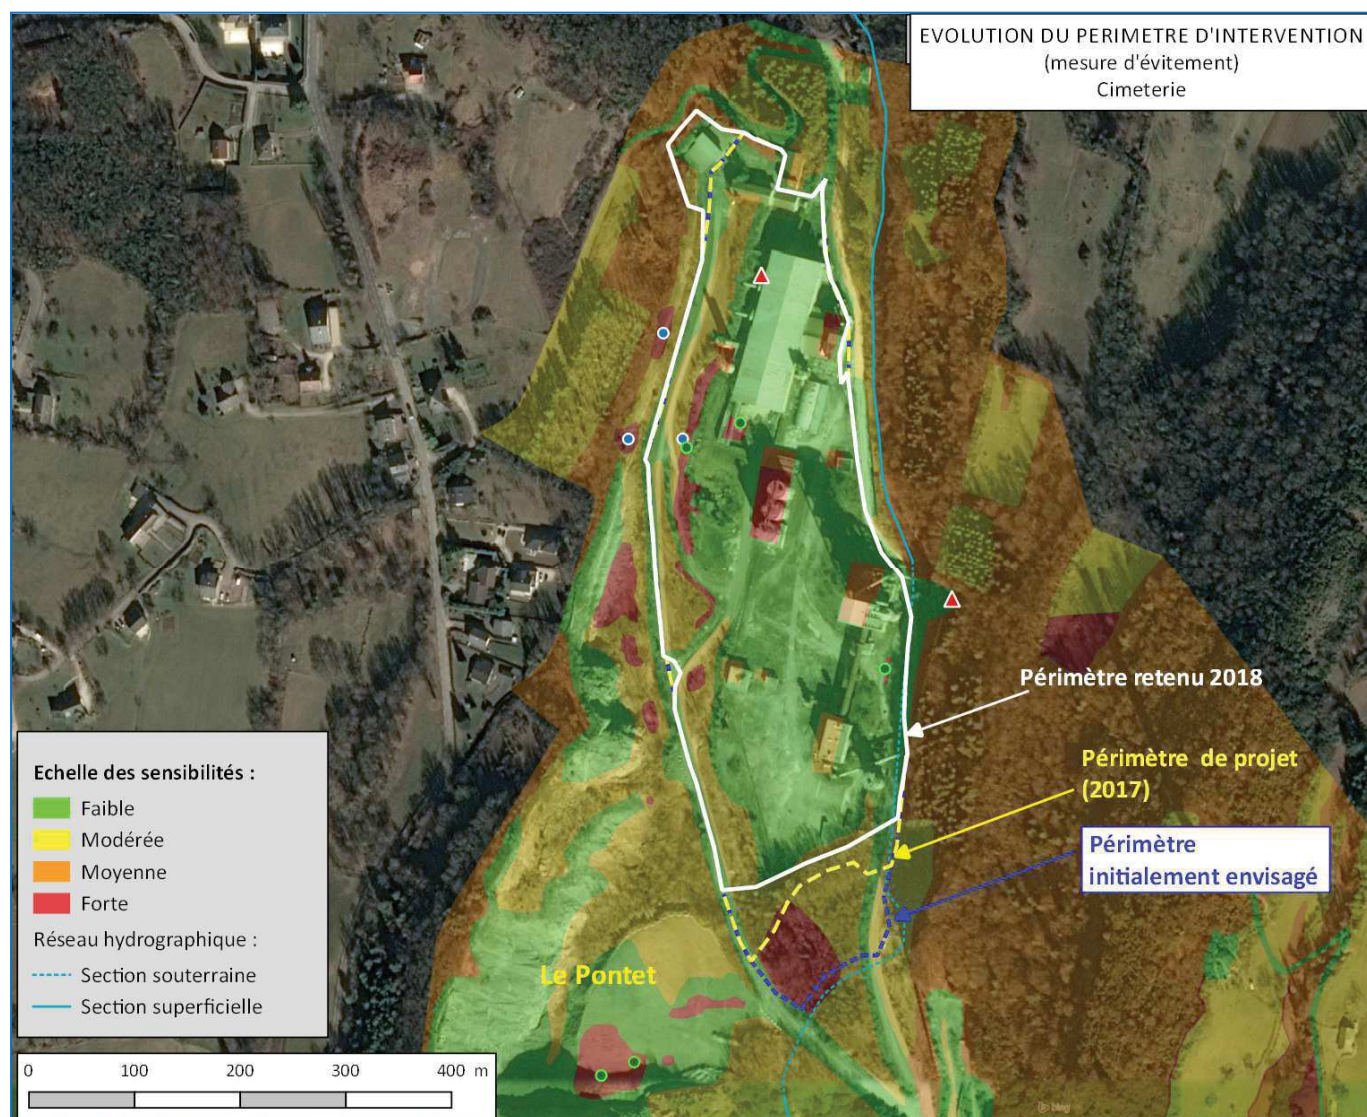 EVOLUTION DU PERIMETRE D'INTERVENTION
(mesure d'évitement)
Cimeterie
Périmètre retenu 2018
Périmètre de projet
(2017)
Périmètre
initialement envisagé
Le Pontet
Echelle des sensibilités :
Faible
Modérée
Moyenne
Forte
Réseau hydrographique :
Section souterraine
Section superficielle
0 100 200 300 400 m
bing